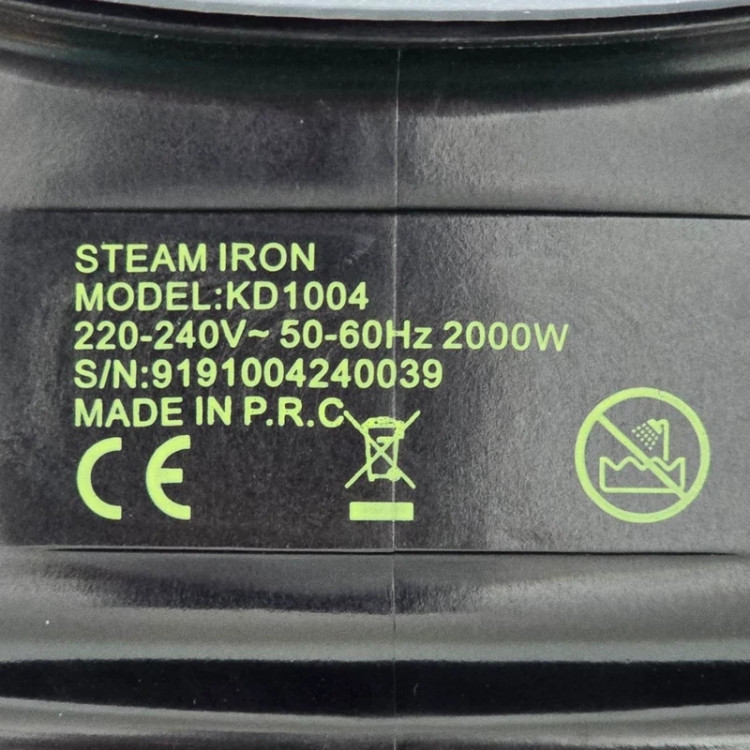 STEAM IRON
MODEL:KD1004
220-240V~ 50-60Hz 2000W
S/N:9191004240039
MADE IN P.R.C
CE